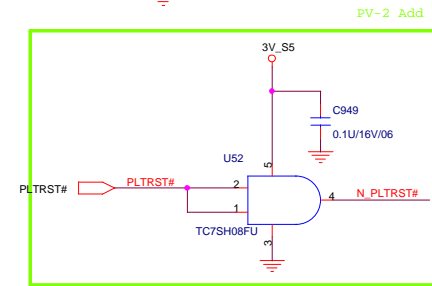 PV-2 Add
3V_S5
C949
0.1U/16V/06
U52
5
PLTRST#
PLTRST#
2
1
4
N_PLTRST#
TC7SH08FU
3